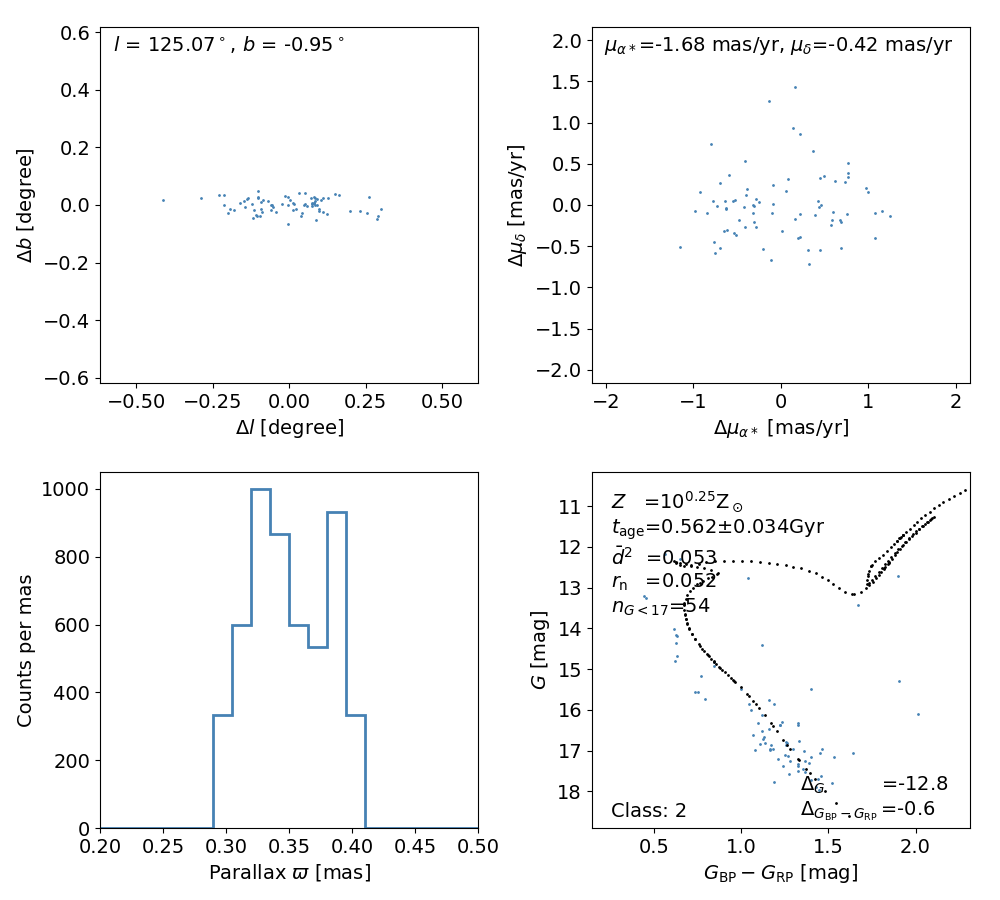 l = 125.07°, b = -0.95°
0.6
0.4
0.2
0.0
−0.2
−0.4
−0.6
Δb [degree]
−0.50 −0.25 0.00 0.25 0.50
Δl [degree]
μα*=-1.68 mas/yr, μδ=-0.42 mas/yr
2.0
1.5
1.0
0.5
0.0
−0.5
−1.0
−1.5
−2.0
Δμδ [mas/yr]
−2 −1 0 1 2
Δμα* [mas/yr]
1000
800
600
400
200
0
Counts per mas
0.20 0.25 0.30 0.35 0.40 0.45 0.50
Parallax ϖ [mas]
Z =10^0.25 Z⊙
t_age=0.562±0.034Gyr
d̄² =0.053
r_n =0.052
n_G<17=54
Δ_G =-12.8
Δ_GBP−GRP =-0.6
Class: 2
11
12
13
14
15
16
17
18
G [mag]
0.5 1.0 1.5 2.0
G_BP − G_RP [mag]